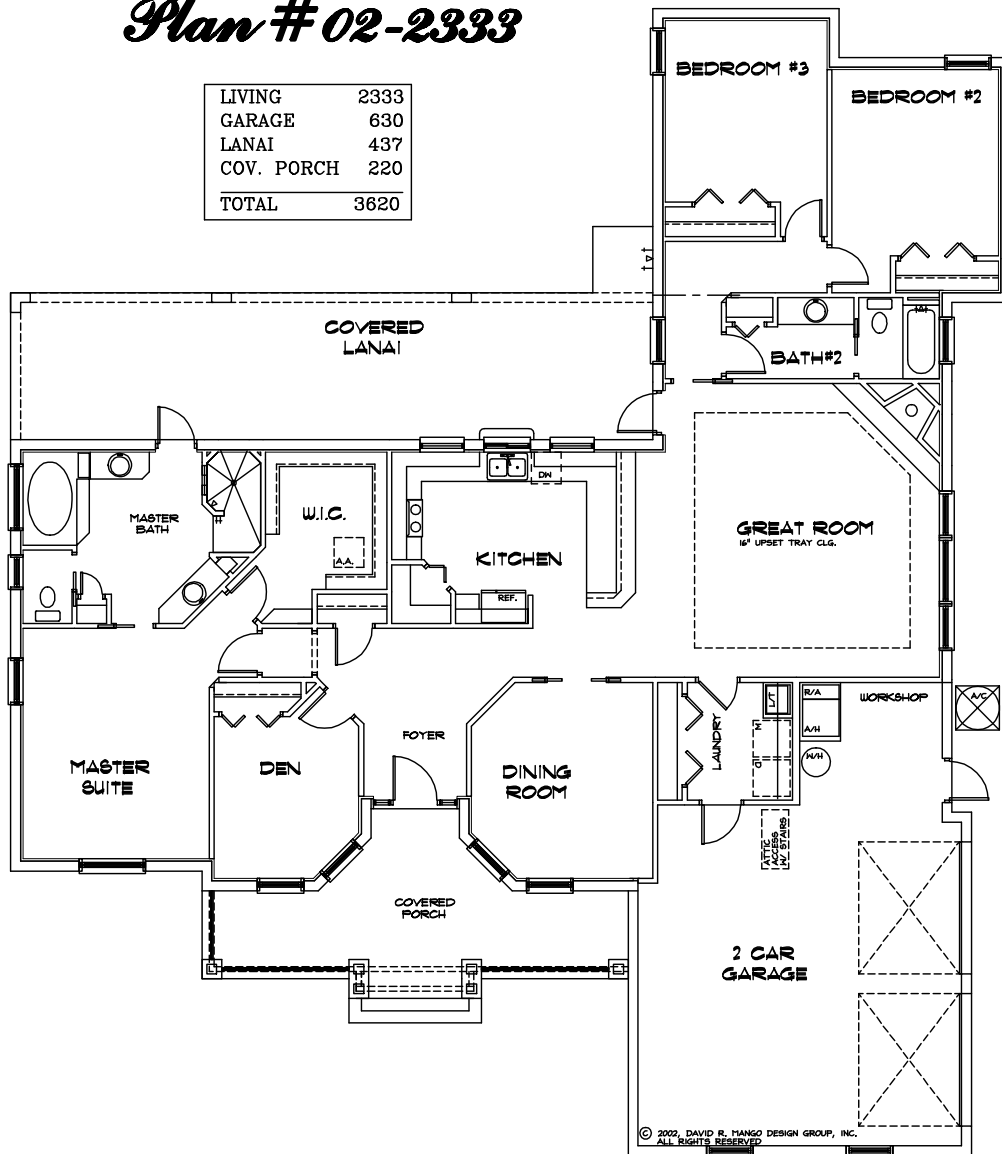 Plan # 02-2333
LIVING 2333
GARAGE 630
LANAI 437
COV. PORCH 220
TOTAL 3620
BEDROOM #3
BEDROOM #2
COVERED
LANAI
BATH#2
DW
W.I.C.
MASTER
BATH
GREAT ROOM
16" UPSET TRAY CLG.
KITCHEN
A.A.
REF.
R/A
WORKSHOP
A/C
L/T
A/H
FOYER
LAUNDRY
W
D
W/H
MASTER
SUITE
DEN
DINING
ROOM
ATTIC
ACCESS
W/ STAIRS
COVERED
PORCH
2 CAR
GARAGE
© 2002, DAVID R. MANGO DESIGN GROUP, INC.
ALL RIGHTS RESERVED